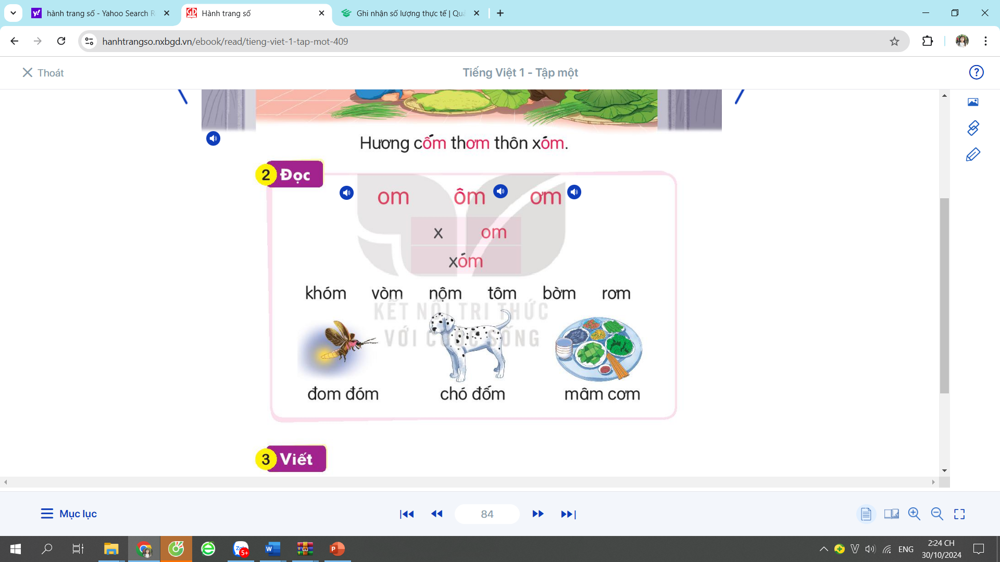 hành trang số - Yahoo Search R
Hành trang số
Ghi nhận số lượng thực tế | Quả
hanhtrangso.nxbgd.vn/ebook/read/tieng-viet-1-tap-mot-409
Thoát
Tiếng Việt 1 - Tập một
?
Hương cốm thơm thôn xóm.
2 Đọc
om ôm ơm
x om
xóm
khóm vòm nộm tôm bờm rơm
KẾT NỐI TRI THỨC
VỚI CUỘC SỐNG
đom đóm chó đốm mâm cơm
3 Viết
Mục lục
84
5+
ENG
2:24 CH
30/10/2024